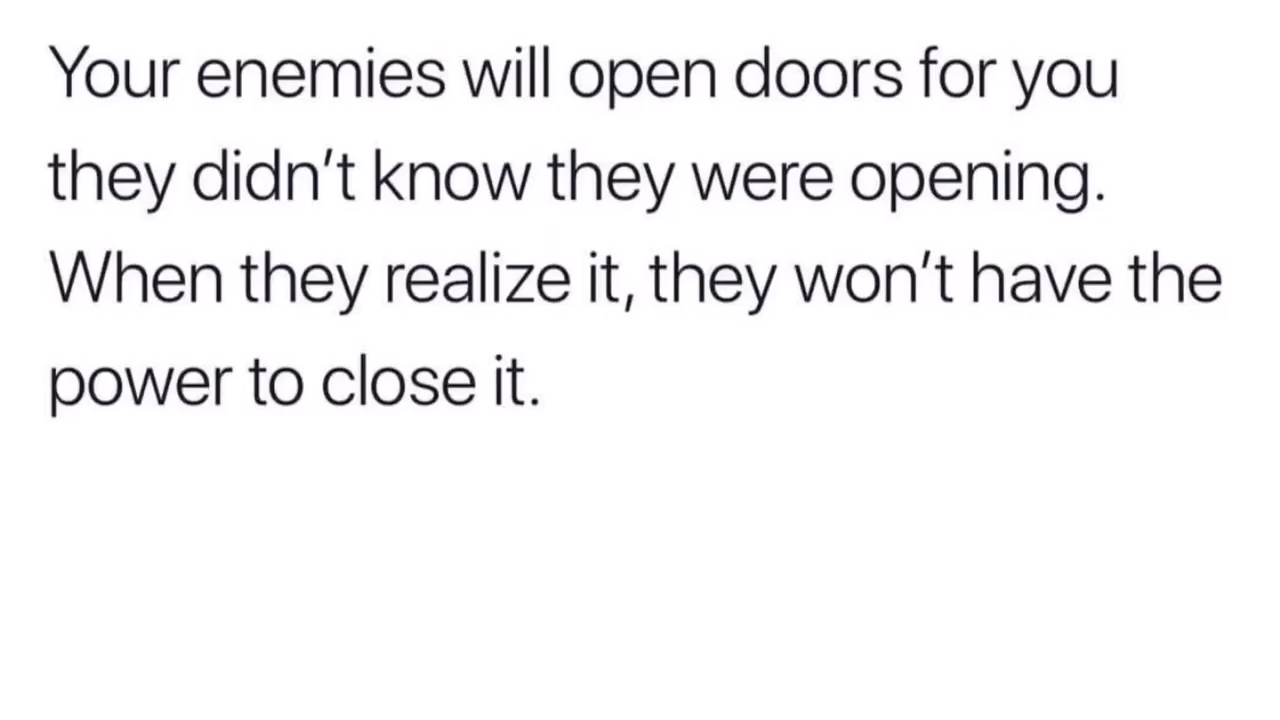 Your enemies will open doors for you
they didn’t know they were opening.
When they realize it, they won’t have the
power to close it.